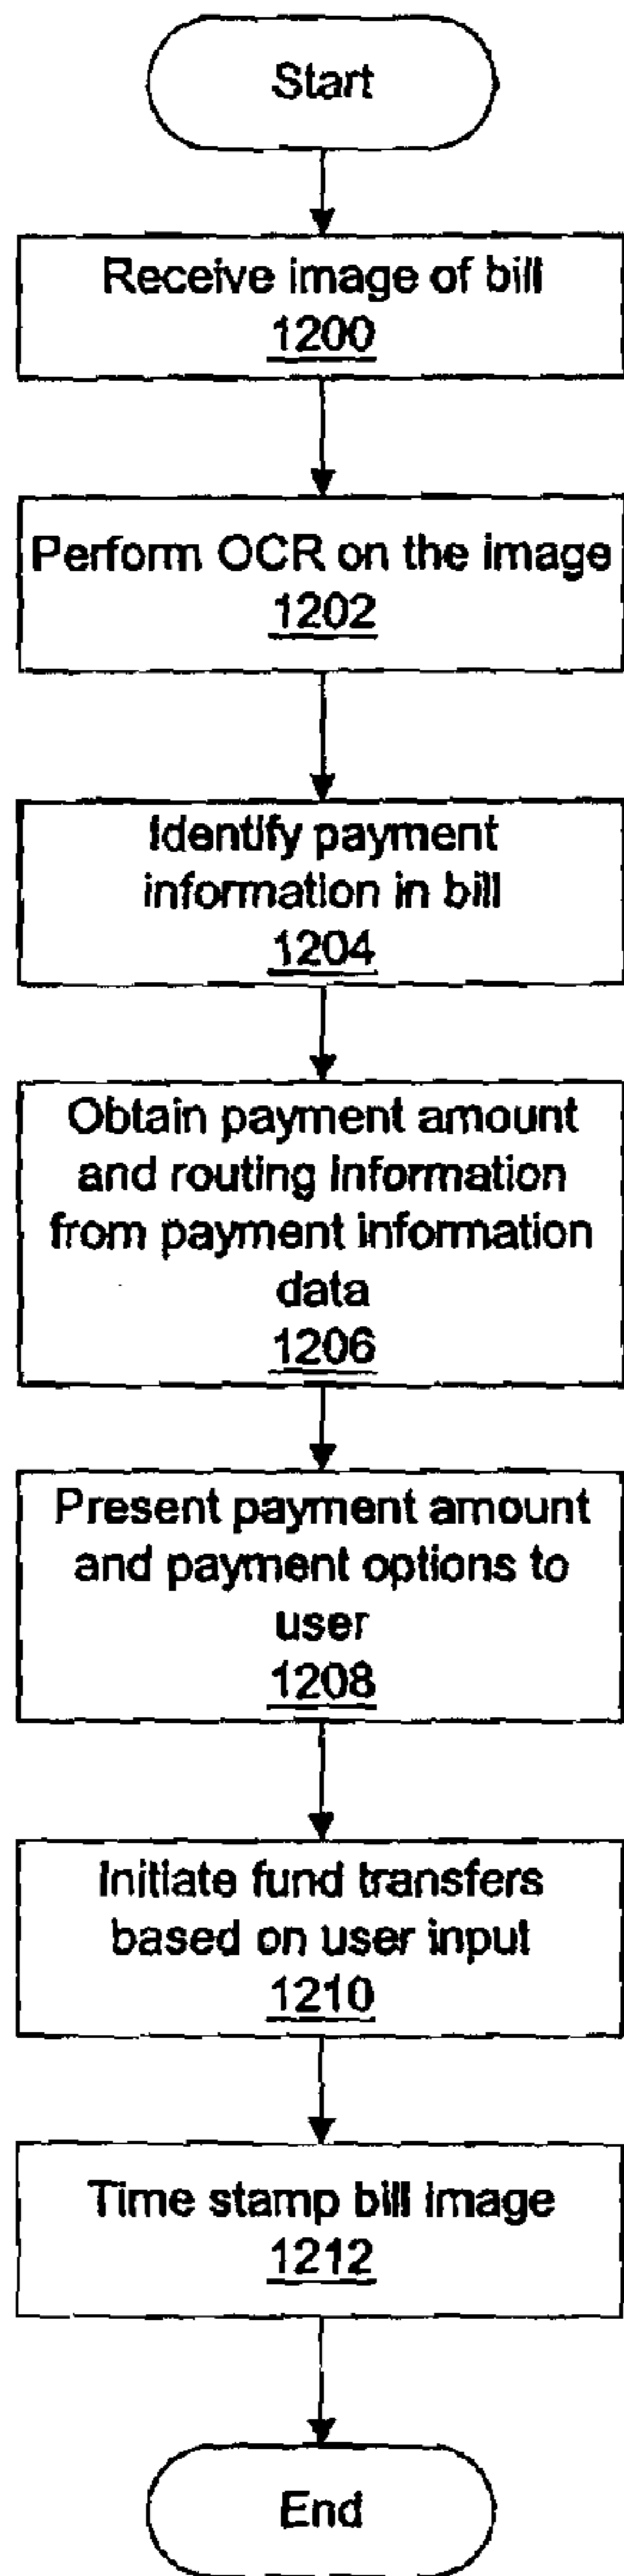 Start
Receive image of bill
1200
Perform OCR on the image
1202
Identify payment
information in bill
1204
Obtain payment amount
and routing information
from payment information
data
1206
Present payment amount
and payment options to
user
1208
Initiate fund transfers
based on user input
1210
Time stamp bill image
1212
End